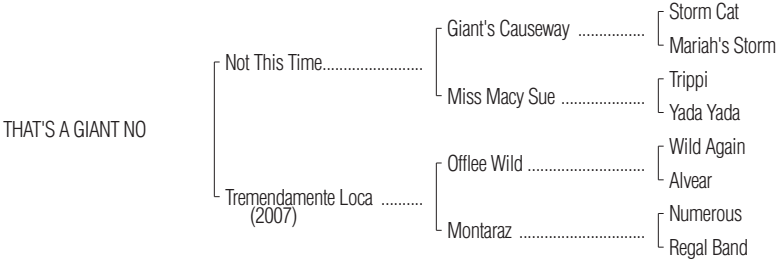 Storm Cat
Giant's Causeway ................
Mariah's Storm
Not This Time........................
Trippi
Miss Macy Sue ....................
Yada Yada
THAT'S A GIANT NO
Wild Again
Offlee Wild ............................
Alvear
Tremendamente Loca ..........
(2007)
Numerous
Montaraz ..............................
Regal Band